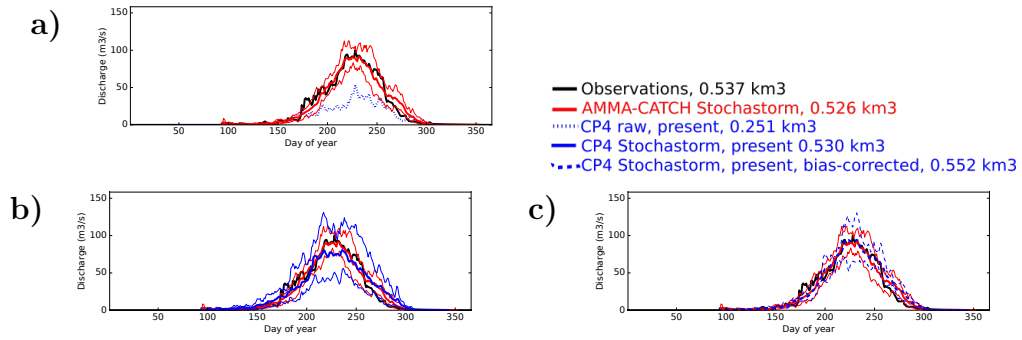 a)
150
100
50
0
Discharge (m3/s)
50 100 150 200 250 300 350
Day of year
Observations, 0.537 km3
AMMA-CATCH Stochastorm, 0.526 km3
CP4 raw, present, 0.251 km3
CP4 Stochastorm, present 0.530 km3
CP4 Stochastorm, present, bias-corrected, 0.552 km3
b)
150
100
50
0
Discharge (m3/s)
50 100 150 200 250 300 350
Day of year
c)
150
100
50
0
Discharge (m3/s)
50 100 150 200 250 300 350
Day of year